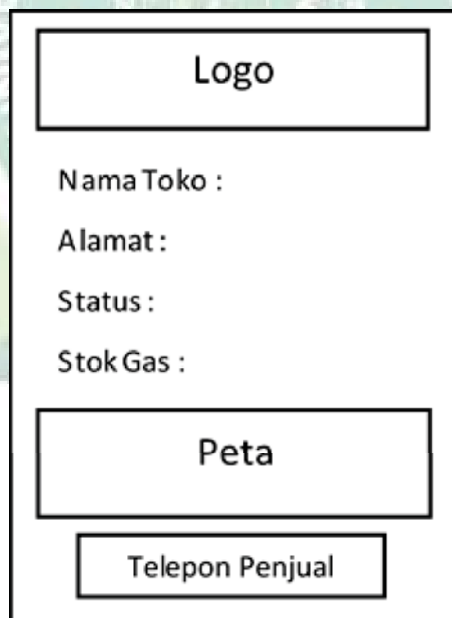 Logo
Nama Toko :
Alamat :
Status :
Stok Gas :
Peta
Telepon Penjual